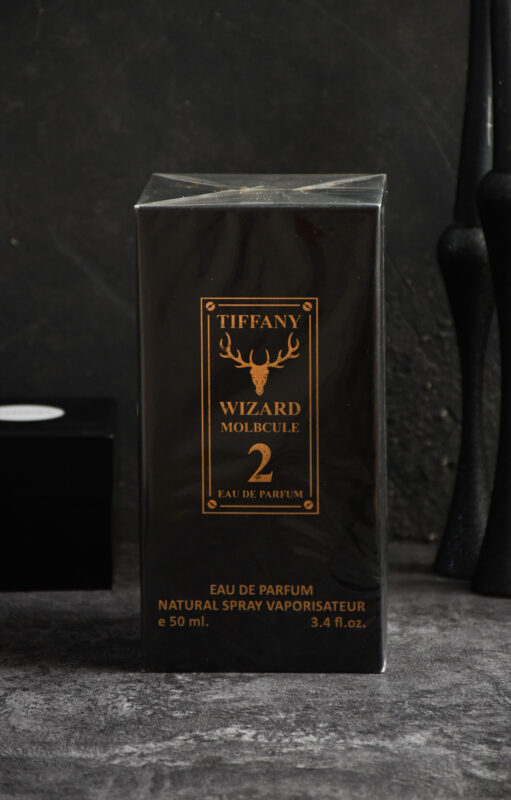 TIFFANY
WIZARD
MOLBCULE
2
EAU DE PARFUM
EAU DE PARFUM
NATURAL SPRAY VAPORISATEUR
e 50 ml. 3.4 fl.oz.